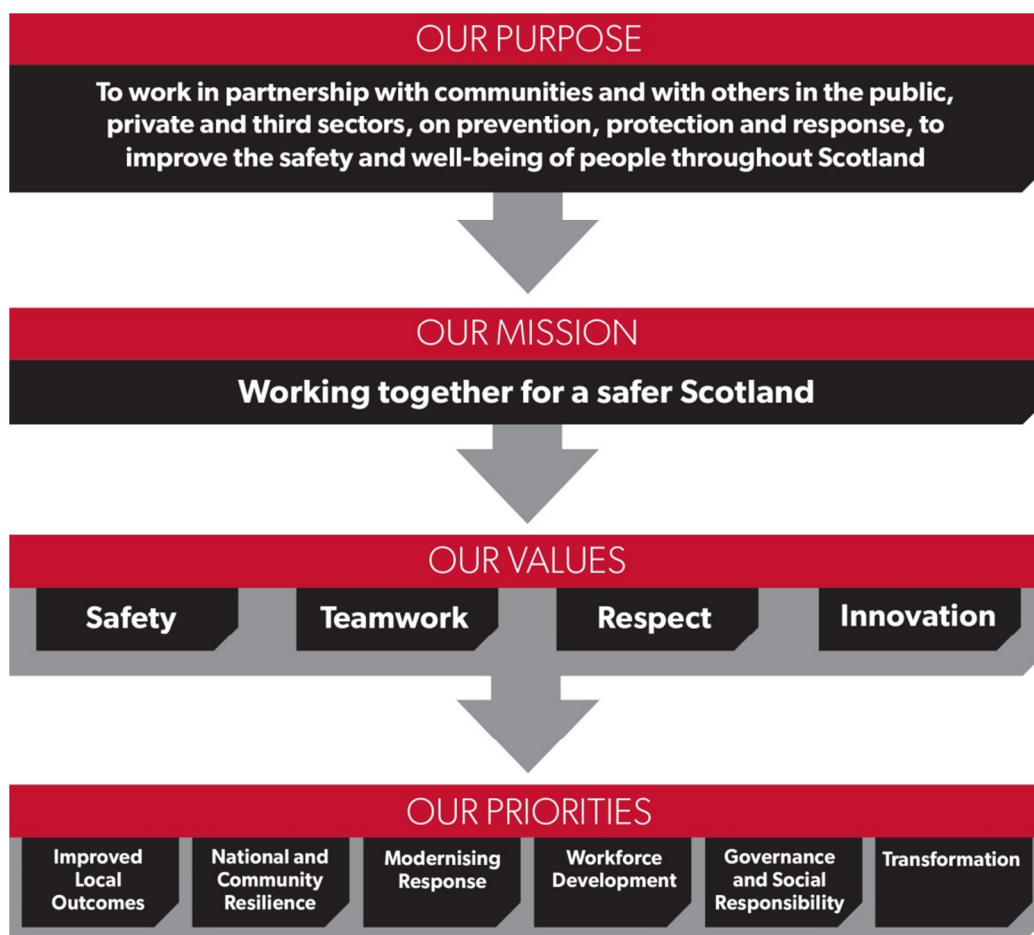 OUR PURPOSE
To work in partnership with communities and with others in the public,
private and third sectors, on prevention, protection and response, to
improve the safety and well-being of people throughout Scotland
OUR MISSION
Working together for a safer Scotland
OUR VALUES
Safety
Teamwork
Respect
Innovation
OUR PRIORITIES
Improved
Local
Outcomes
National and
Community
Resilience
Modernising
Response
Workforce
Development
Governance
and Social
Responsibility
Transformation